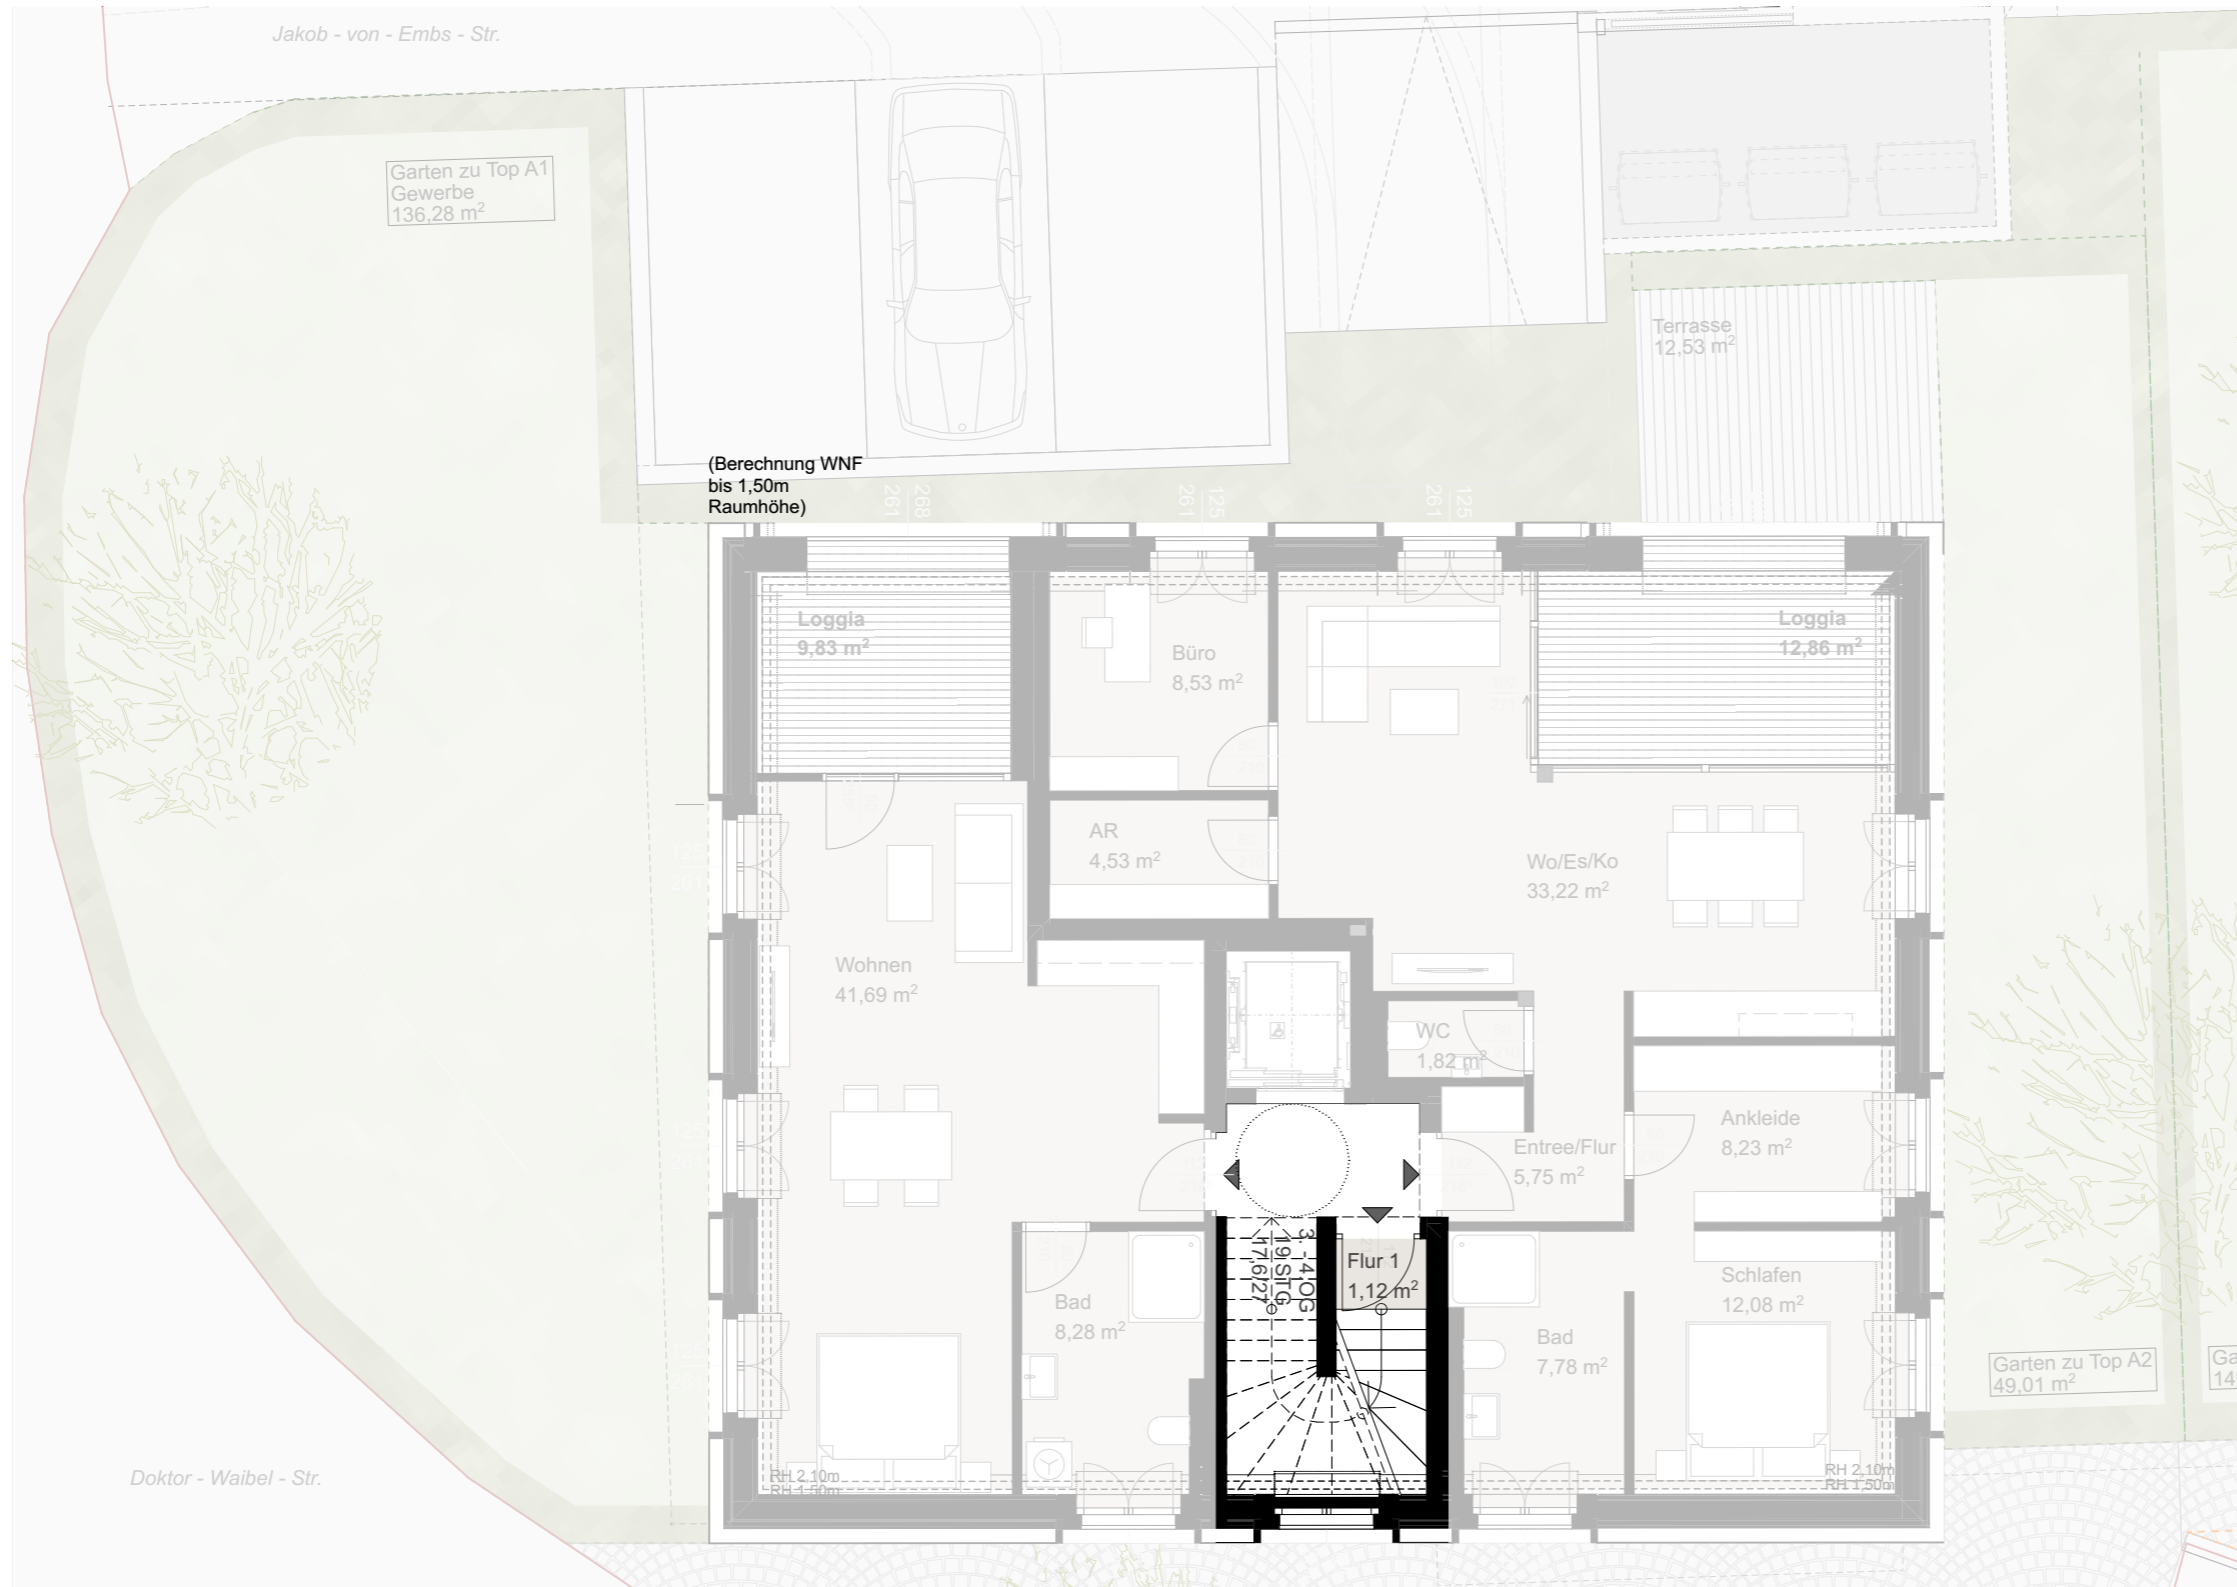 Jakob - von - Embs - Str.
Garten zu Top A1
Gewerbe
136,28 m²
Terrasse
12,53 m²
(Berechnung WNF
bis 1,50m
Raumhöhe)
268
261
125
261
125
261
Loggia
9,83 m²
Büro
8,53 m²
Loggia
12,86 m²
AR
4,53 m²
Wo/Es/Ko
33,22 m²
Wohnen
41,69 m²
WC
1,82 m²
Ankleide
8,23 m²
Entree/Flur
5,75 m²
3. - 4.OG
19 STG
17,6/27
Flur 1
1,12 m²
Bad
8,28 m²
Bad
7,78 m²
Schlafen
12,08 m²
Garten zu Top A2
49,01 m²
RH 2,10m
RH 1,50m
RH 2,10m
RH 1,50m
Doktor - Waibel - Str.